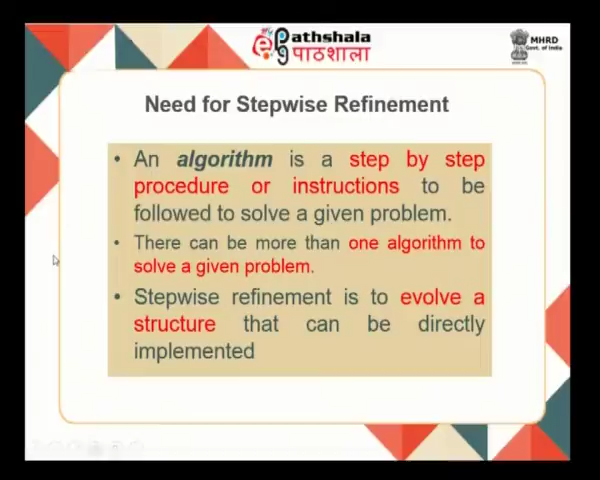 ePathshala
पाठशाला
MHRD
Govt. of India
Need for Stepwise Refinement
• An algorithm is a step by step
procedure or instructions to be
followed to solve a given problem.
• There can be more than one algorithm to
solve a given problem.
• Stepwise refinement is to evolve a
structure that can be directly
implemented